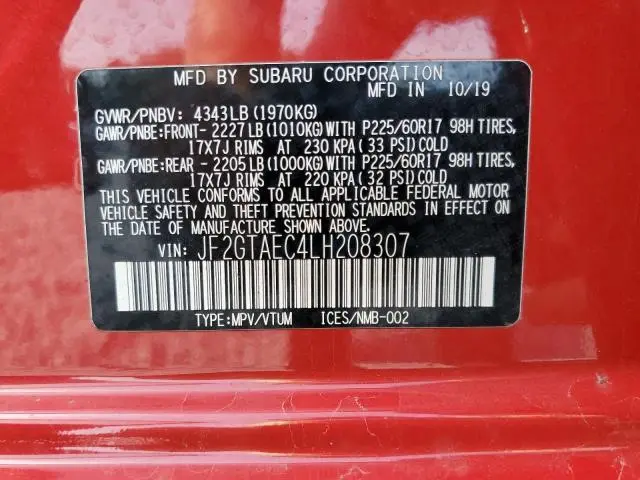 MFD BY SUBARU CORPORATION
MFD IN 10/19
GVWR/PNBV: 4343LB (1970KG)
GAWR/PNBE:FRONT- 2227LB (1010KG) WITH P225/60R17 98H TIRES,
17X7J RIMS AT 230 KPA( 33 PSI) COLD
GAWR/PNBE:REAR - 2205LB (1000KG) WITH P225/60R17 98H TIRES,
17X7J RIMS AT 220 KPA( 32 PSI) COLD
THIS VEHICLE CONFORMS TO ALL APPLICABLE FEDERAL MOTOR
VEHICLE SAFETY AND THEFT PREVENTION STANDARDS IN EFFECT ON
THE DATE OF MANUFACTURE SHOWN ABOVE.
VIN: JF2GTAEC4LH208307
TYPE:MPV/VTUM ICES/NMB-002